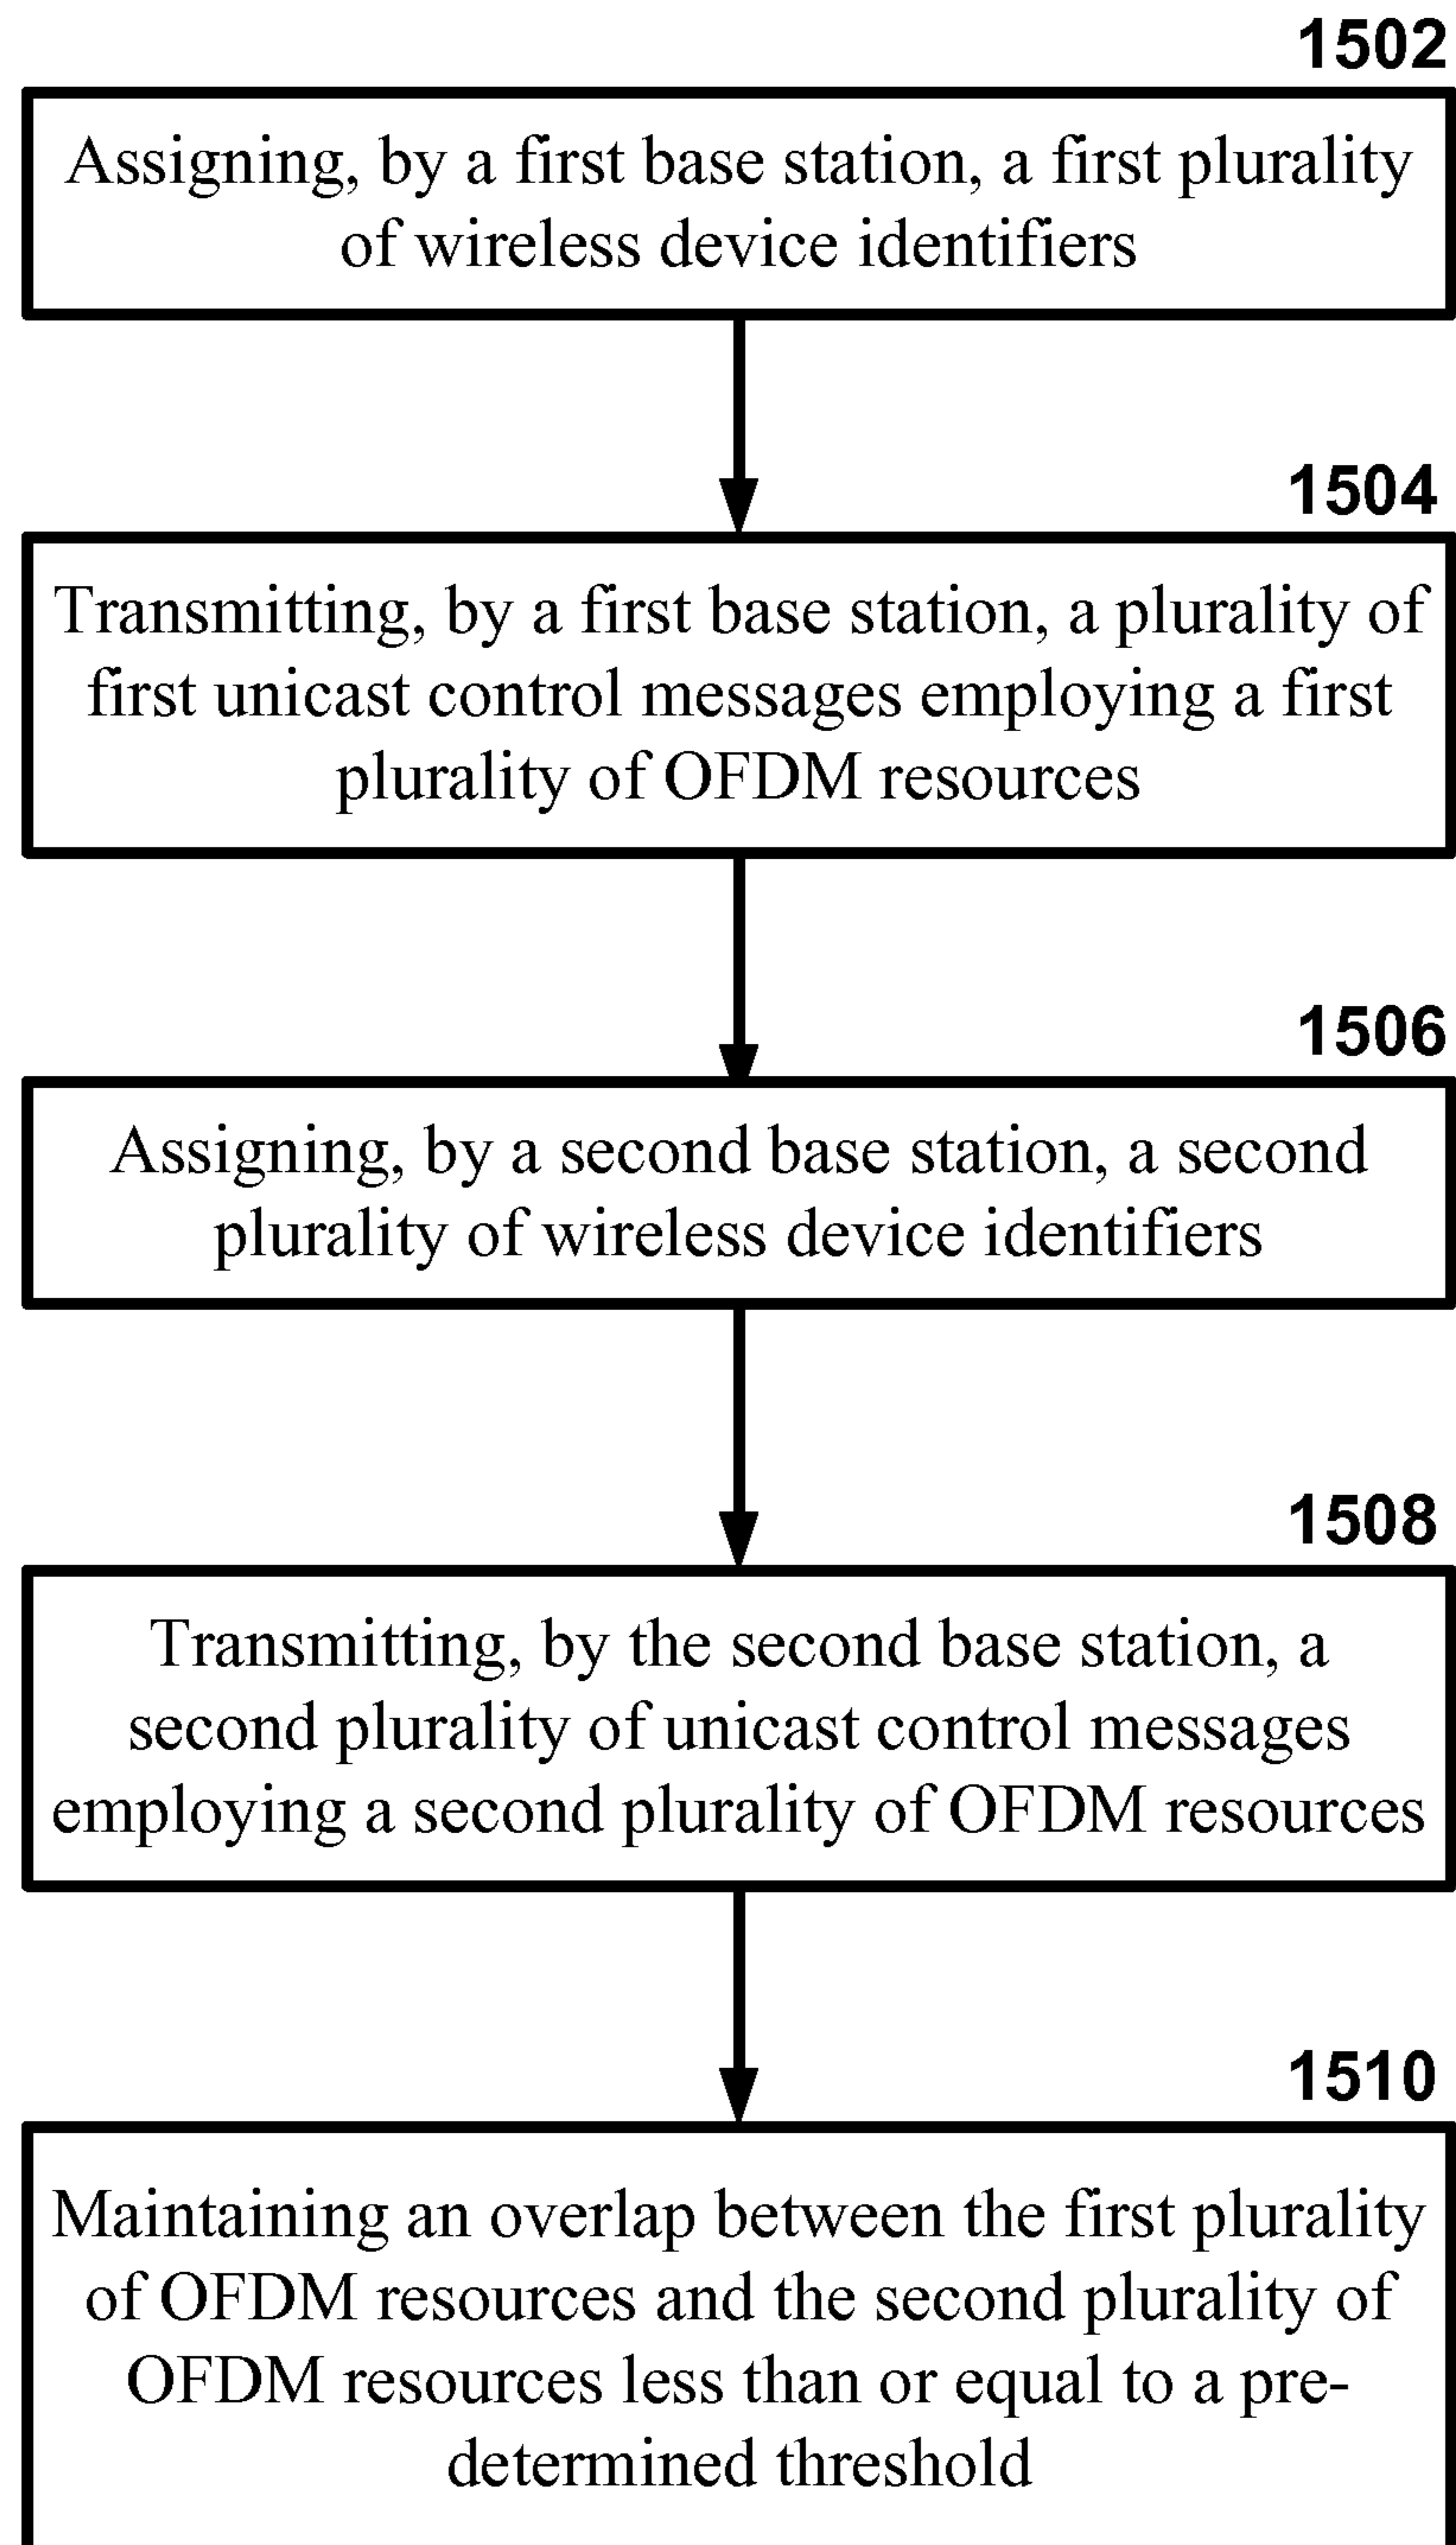 1502
Assigning, by a first base station, a first plurality
of wireless device identifiers
1504
Transmitting, by a first base station, a plurality of
first unicast control messages employing a first
plurality of OFDM resources
1506
Assigning, by a second base station, a second
plurality of wireless device identifiers
1508
Transmitting, by the second base station, a
second plurality of unicast control messages
employing a second plurality of OFDM resources
1510
Maintaining an overlap between the first plurality
of OFDM resources and the second plurality of
OFDM resources less than or equal to a pre-
determined threshold